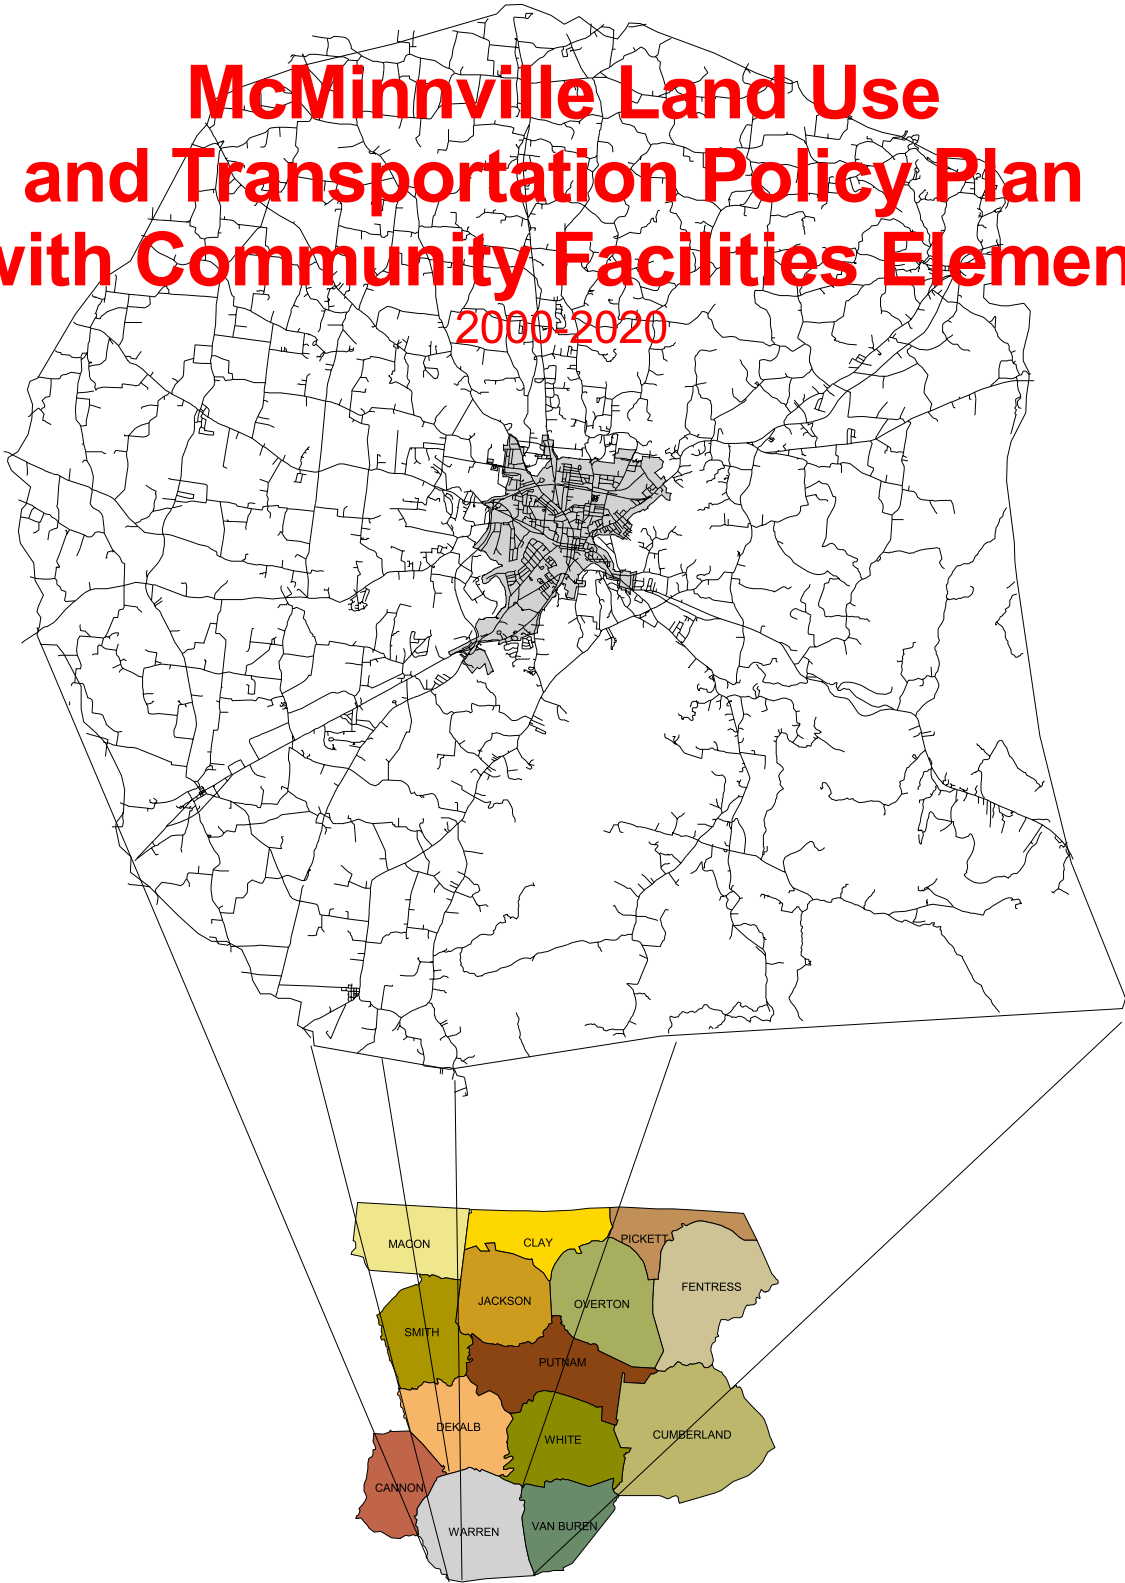 McMinnville Land Use
and Transportation Policy Plan
with Community Facilities Elemen
2000-2020
MACON
CLAY
PICKETT
FENTRESS
JACKSON
OVERTON
SMITH
PUTNAM
DEKALB
WHITE
CUMBERLAND
CANNON
WARREN
VAN BUREN